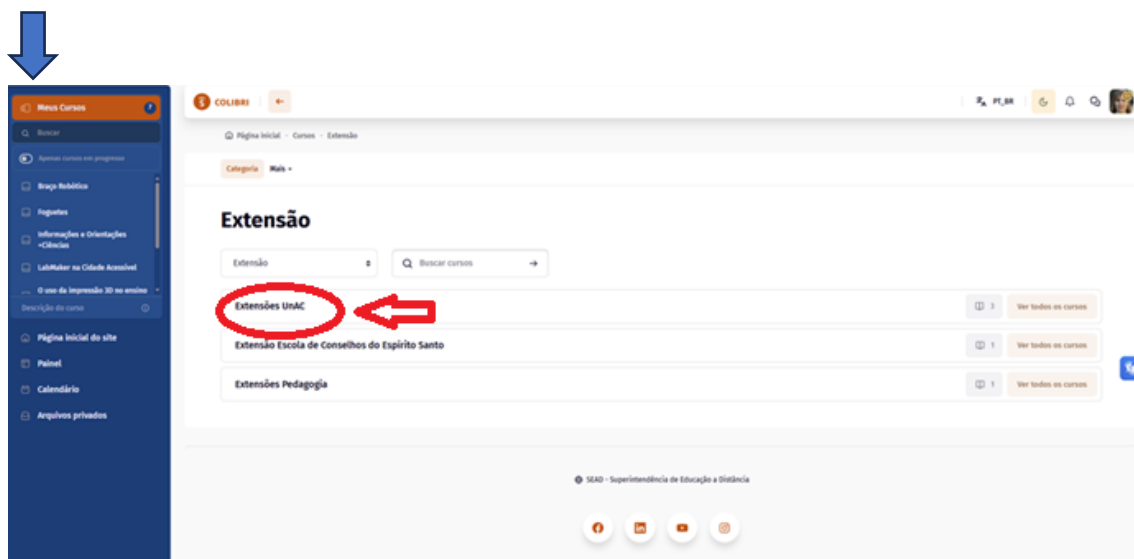 Meus Cursos
Buscar
Apenas cursos em progresso
Braço Robótico
Foguetes
Informações e Orientações
+Ciências
LabMaker na Cidade Acessível
O uso da impressão 3D no ensino
Descrição do curso
Página inicial do site
Painel
Calendário
Arquivos privados
COLIBRI
PT_BR
Página inicial - Cursos - Extensão
Categoria Mais
Extensão
Extensão
Buscar cursos
Extensões UnAC
3 Ver todos os cursos
Extensão Escola de Conselhos do Espírito Santo
1 Ver todos os cursos
Extensões Pedagogia
1 Ver todos os cursos
SEAD - Superintendência de Educação a Distância